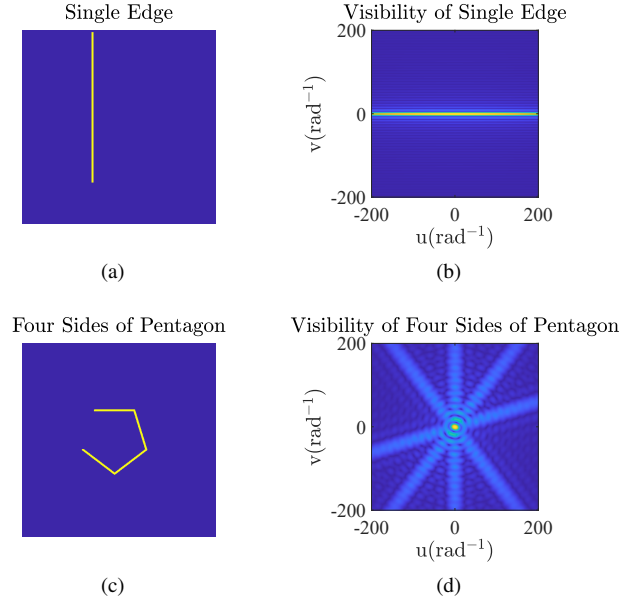 Single Edge
Visibility of Single Edge
200
v(rad⁻¹)
0
-200
-200 0 200
u(rad⁻¹)
(a)
(b)
Four Sides of Pentagon
Visibility of Four Sides of Pentagon
200
v(rad⁻¹)
0
-200
-200 0 200
u(rad⁻¹)
(c)
(d)